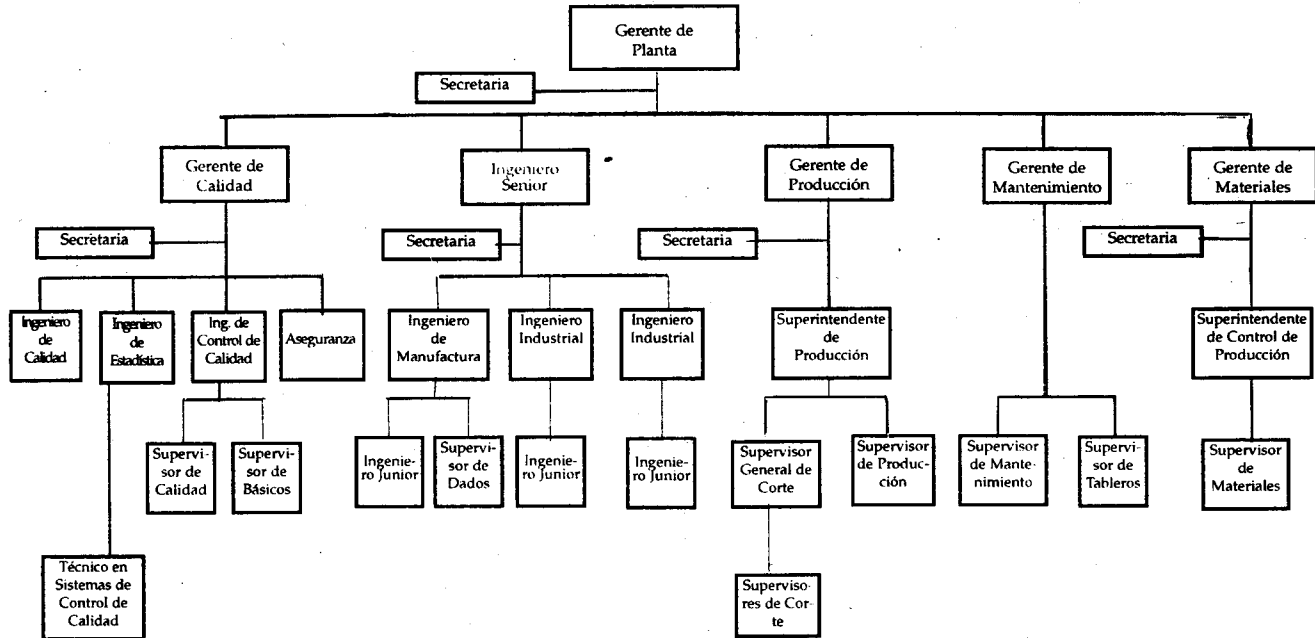 Gerente de
Planta
Secretaria
Gerente de
Calidad
Ingeniero
Senior
Gerente de
Producción
Gerente de
Mantenimiento
Gerente de
Materiales
Secretaria
Secretaria
Secretaria
Secretaria
Ingeniero
de
Calidad
Ingeniero
de
Estadística
Ing. de
Control de
Calidad
Aseguranza
Ingeniero
de
Manufactura
Ingeniero
Industrial
Ingeniero
Industrial
Superintendente
de
Producción
Superintendente
de Control de
Producción
Supervi-
sor de
Calidad
Supervi-
sor de
Básicos
Ingenie-
ro Junior
Supervi-
sor de
Dados
Ingenie-
ro Junior
Ingenie-
ro Junior
Supervisor
General de
Corte
Supervisor
de Produc-
ción
Supervisor
de Mante-
nimiento
Supervi-
sor de
Tableros
Supervisor
de
Materiales
Técnico en
Sistemas de
Control de
Calidad
Superviso-
res de Cor-
te